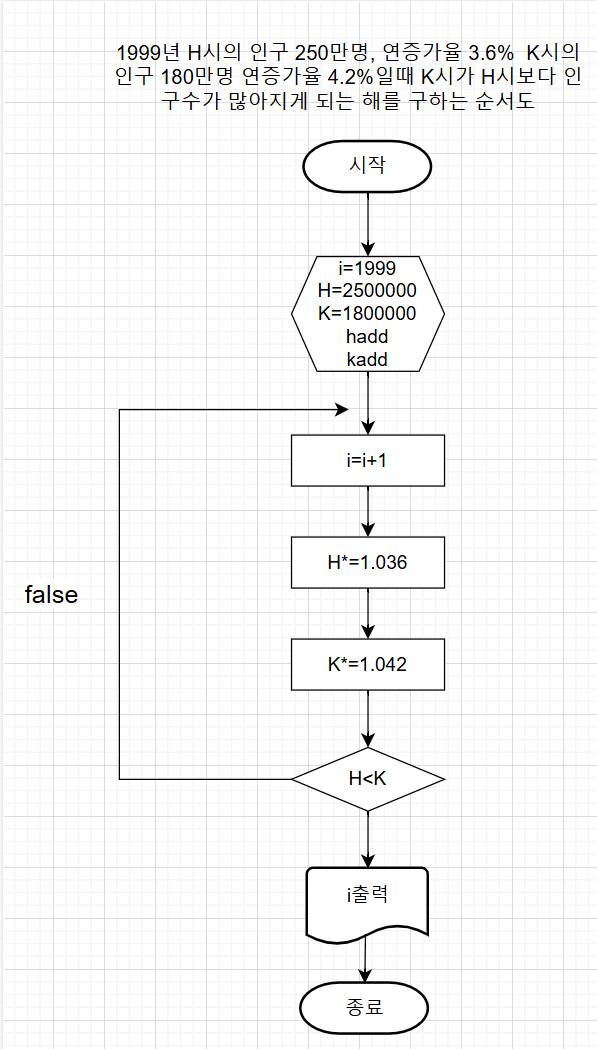 1999년 H시의 인구 250만명, 연증가율 3.6%  K시의
인구 180만명 연증가율 4.2%일때 K시가 H시보다 인
구수가 많아지게 되는 해를 구하는 순서도
시작
i=1999
H=2500000
K=1800000
hadd
kadd
i=i+1
H*=1.036
false
K*=1.042
H<K
i출력
종료